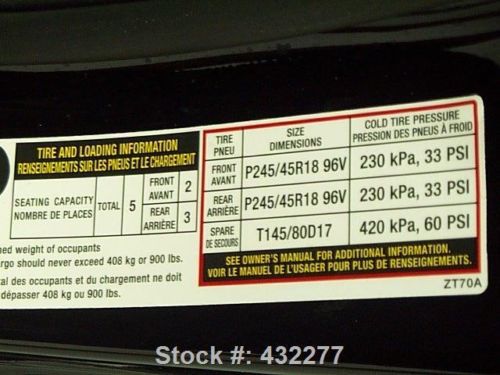 TIRE AND LOADING INFORMATION
RENSEIGNEMENTS SUR LES PNEUS ET LE CHARGEMENT
SEATING CAPACITY
NOMBRE DE PLACES
TOTAL 5
FRONT
AVANT 2
REAR
ARRIÈRE 3
TIRE
PNEU
SIZE
DIMENSIONS
COLD TIRE PRESSURE
PRESSION DES PNEUS À FROID
FRONT
AVANT
P245/45R18 96V 230 kPa, 33 PSI
REAR
ARRIÈRE
P245/45R18 96V 230 kPa, 33 PSI
SPARE
DE SECOURS
T145/80D17 420 kPa, 60 PSI
SEE OWNER'S MANUAL FOR ADDITIONAL INFORMATION.
VOIR LE MANUEL DE L'USAGER POUR PLUS DE RENSEIGNEMENTS.
ned weight of occupants
argo should never exceed 408 kg or 900 lbs.
tal des occupants et du chargement ne doit
dépasser 408 kg ou 900 lbs.
ZT70A
Stock #: 432277